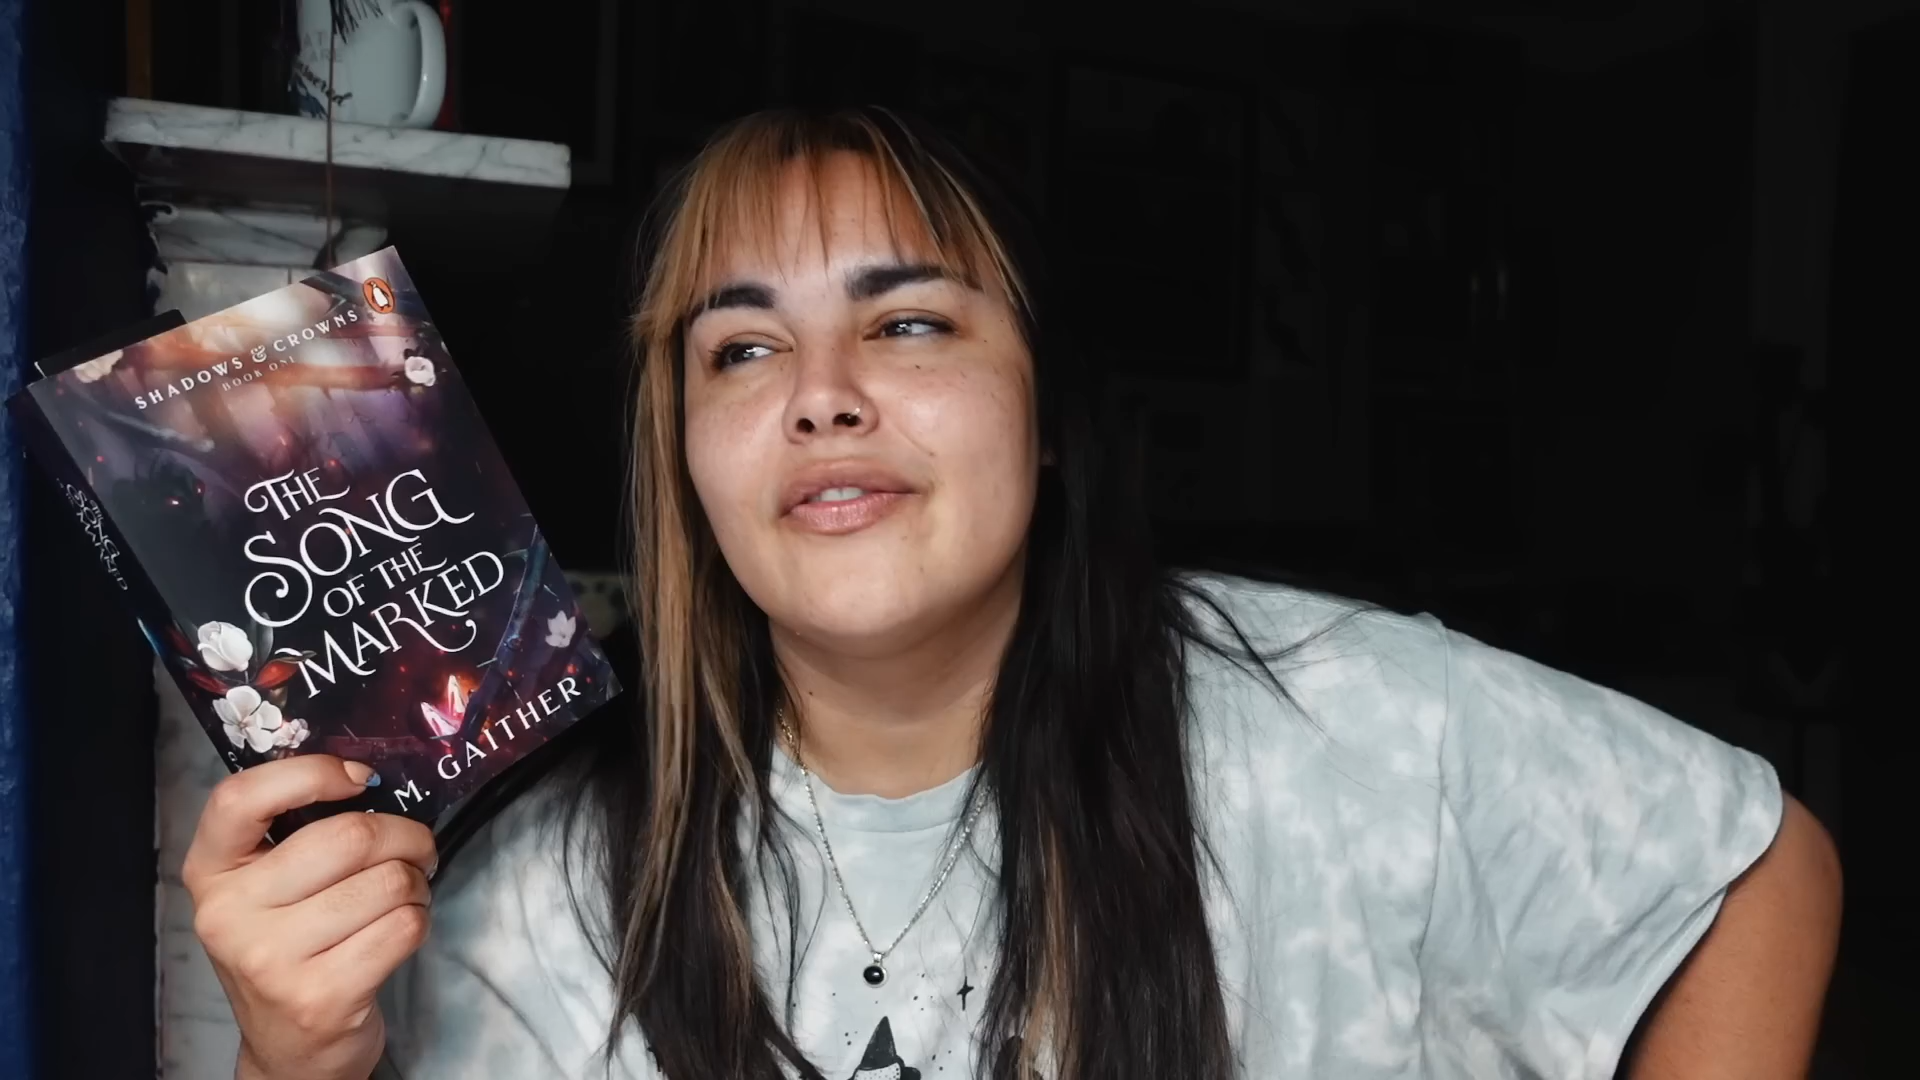 SHADOWS & CROWNS
BOOK ONE
THE
SONG
OF THE
MARKED
M. GAITHER